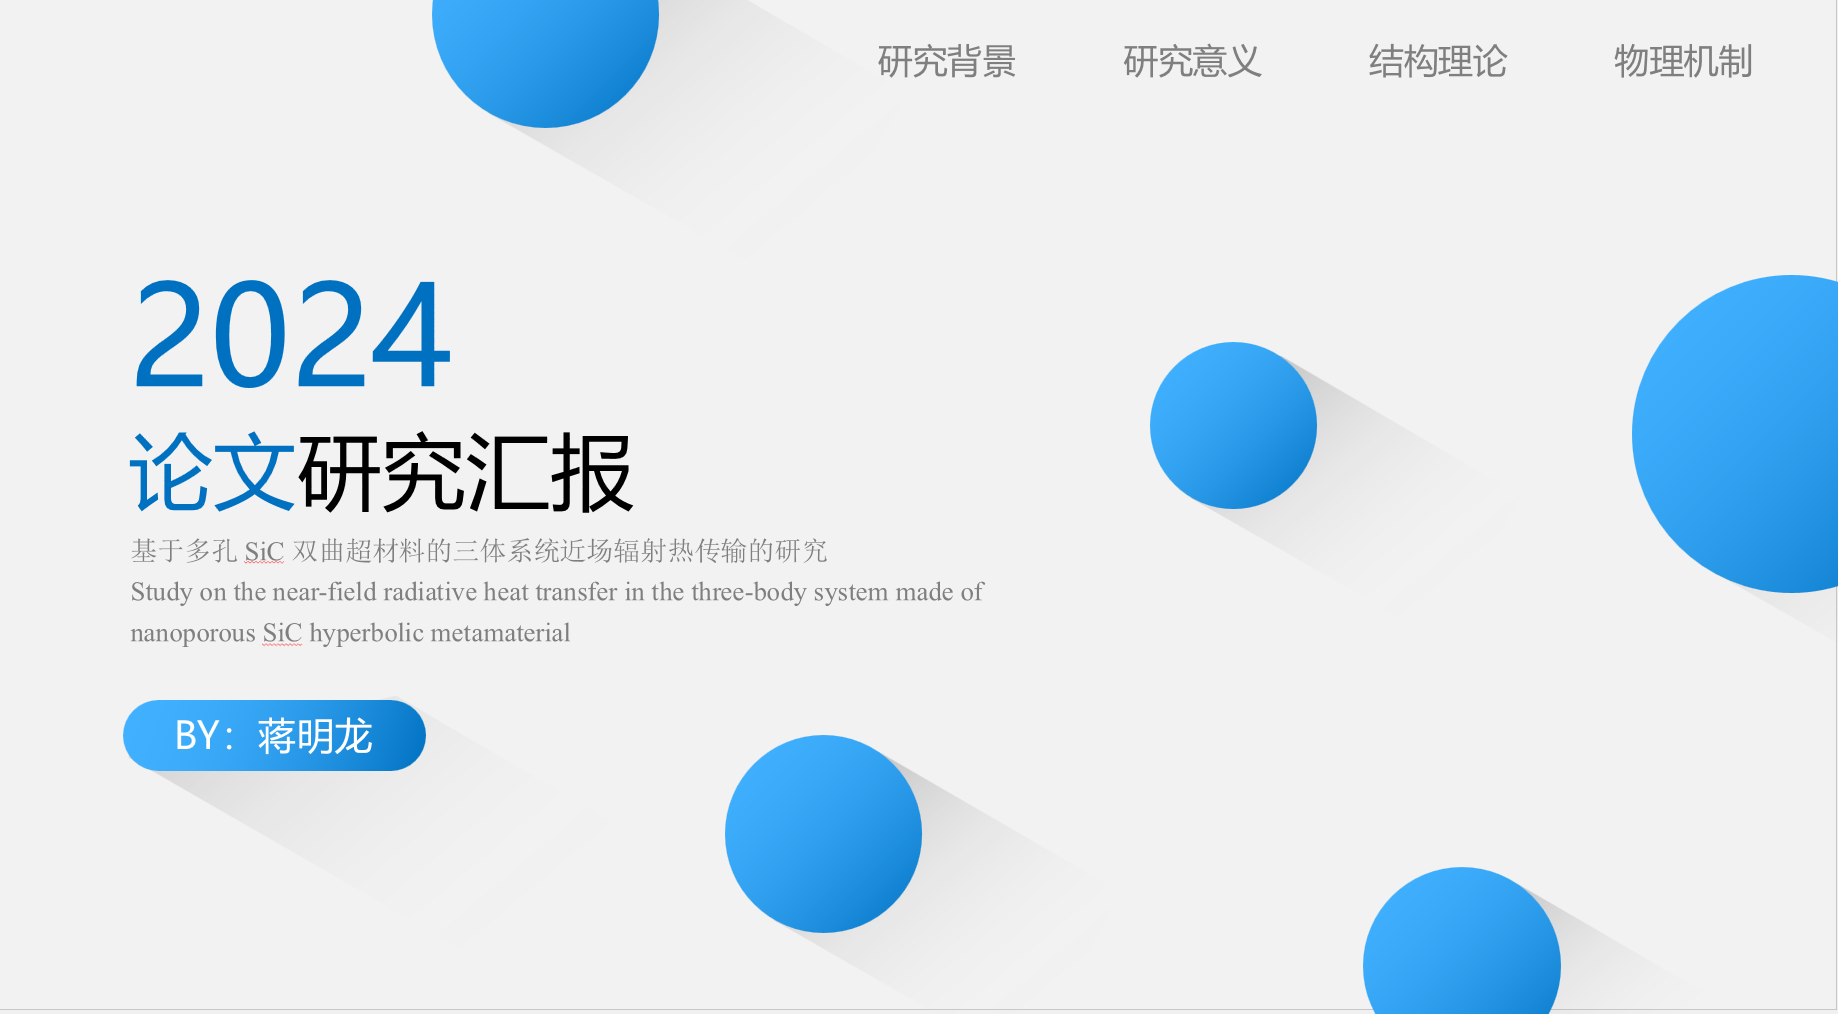 研究背景 研究意义 结构理论 物理机制
2024
论文研究汇报
基于多孔 SiC 双曲超材料的三体系统近场辐射热传输的研究
Study on the near-field radiative heat transfer in the three-body system made of
nanoporous SiC hyperbolic metamaterial
BY：蒋明龙